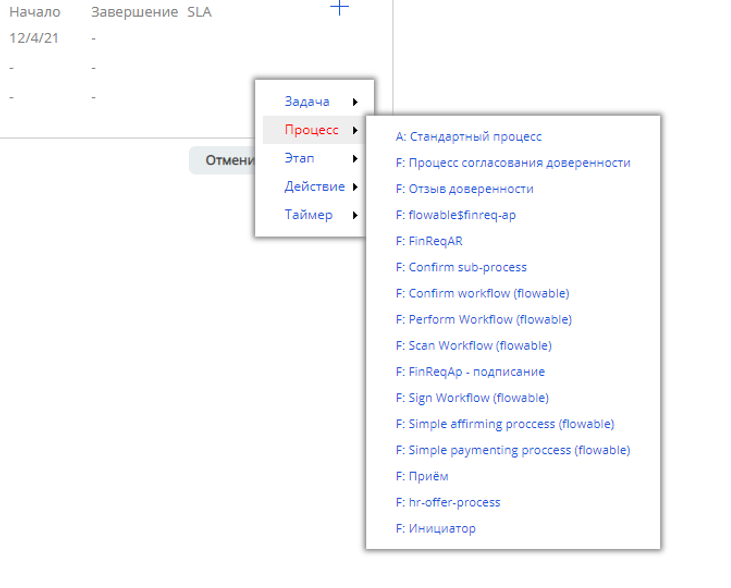 Начало Завершение SLA
12/4/21 -
- -
- -
Задача
Процесс
Этап
Действие
Таймер
A: Стандартный процесс
F: Процесс согласования доверенности
F: Отзыв доверенности
F: flowable$finreq-ap
F: FinReqAR
F: Confirm sub-process
F: Confirm workflow (flowable)
F: Perform Workflow (flowable)
F: Scan Workflow (flowable)
F: FinReqAp - подписание
F: Sign Workflow (flowable)
F: Simple affirming proccess (flowable)
F: Simple paymenting proccess (flowable)
F: Приём
F: hr-offer-process
F: Инициатор